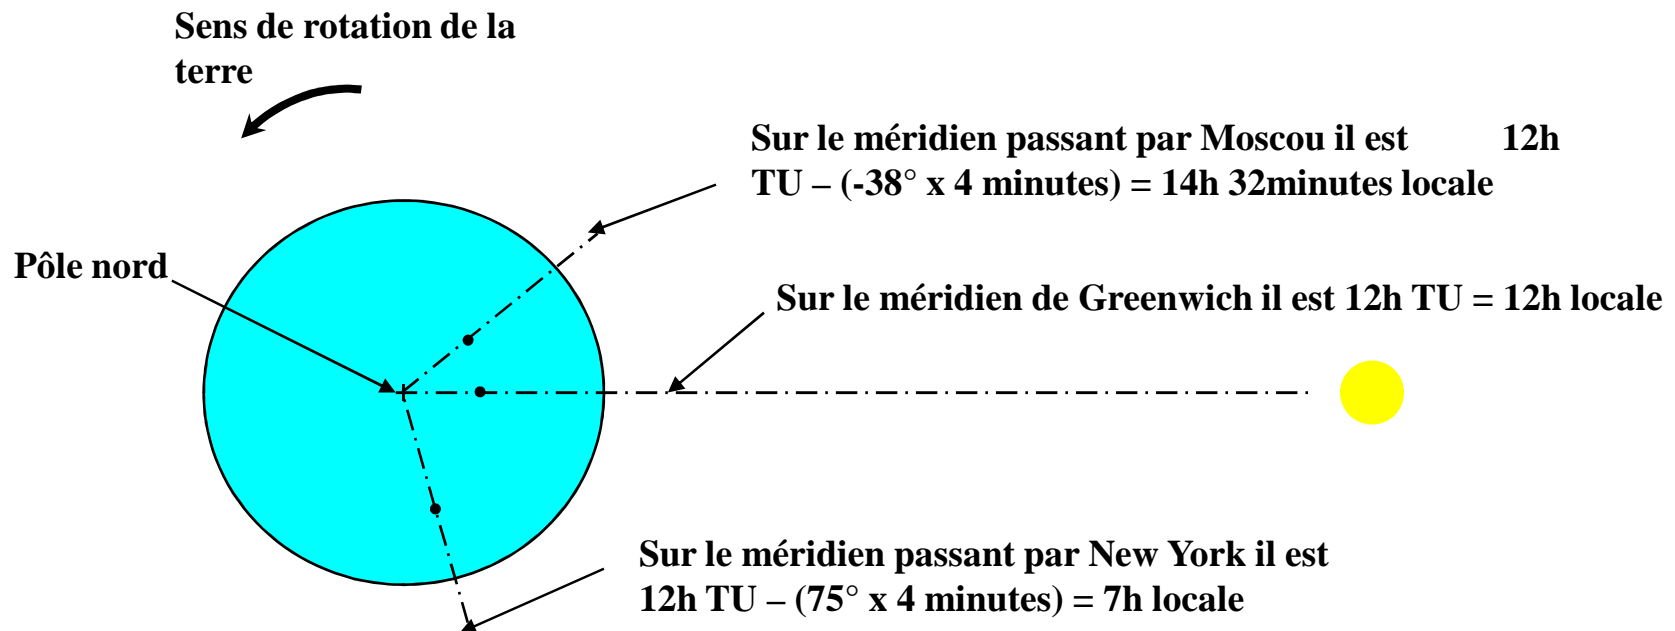 Sens de rotation de la
terre
Sur le méridien passant par Moscou il est 12h
TU – (-38° x 4 minutes) = 14h 32minutes locale
Pôle nord
Sur le méridien de Greenwich il est 12h TU = 12h locale
Sur le méridien passant par New York il est
12h TU – (75° x 4 minutes) = 7h locale